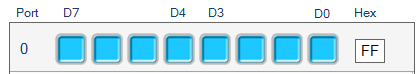 Port D7 D4 D3 D0 Hex
0 FF